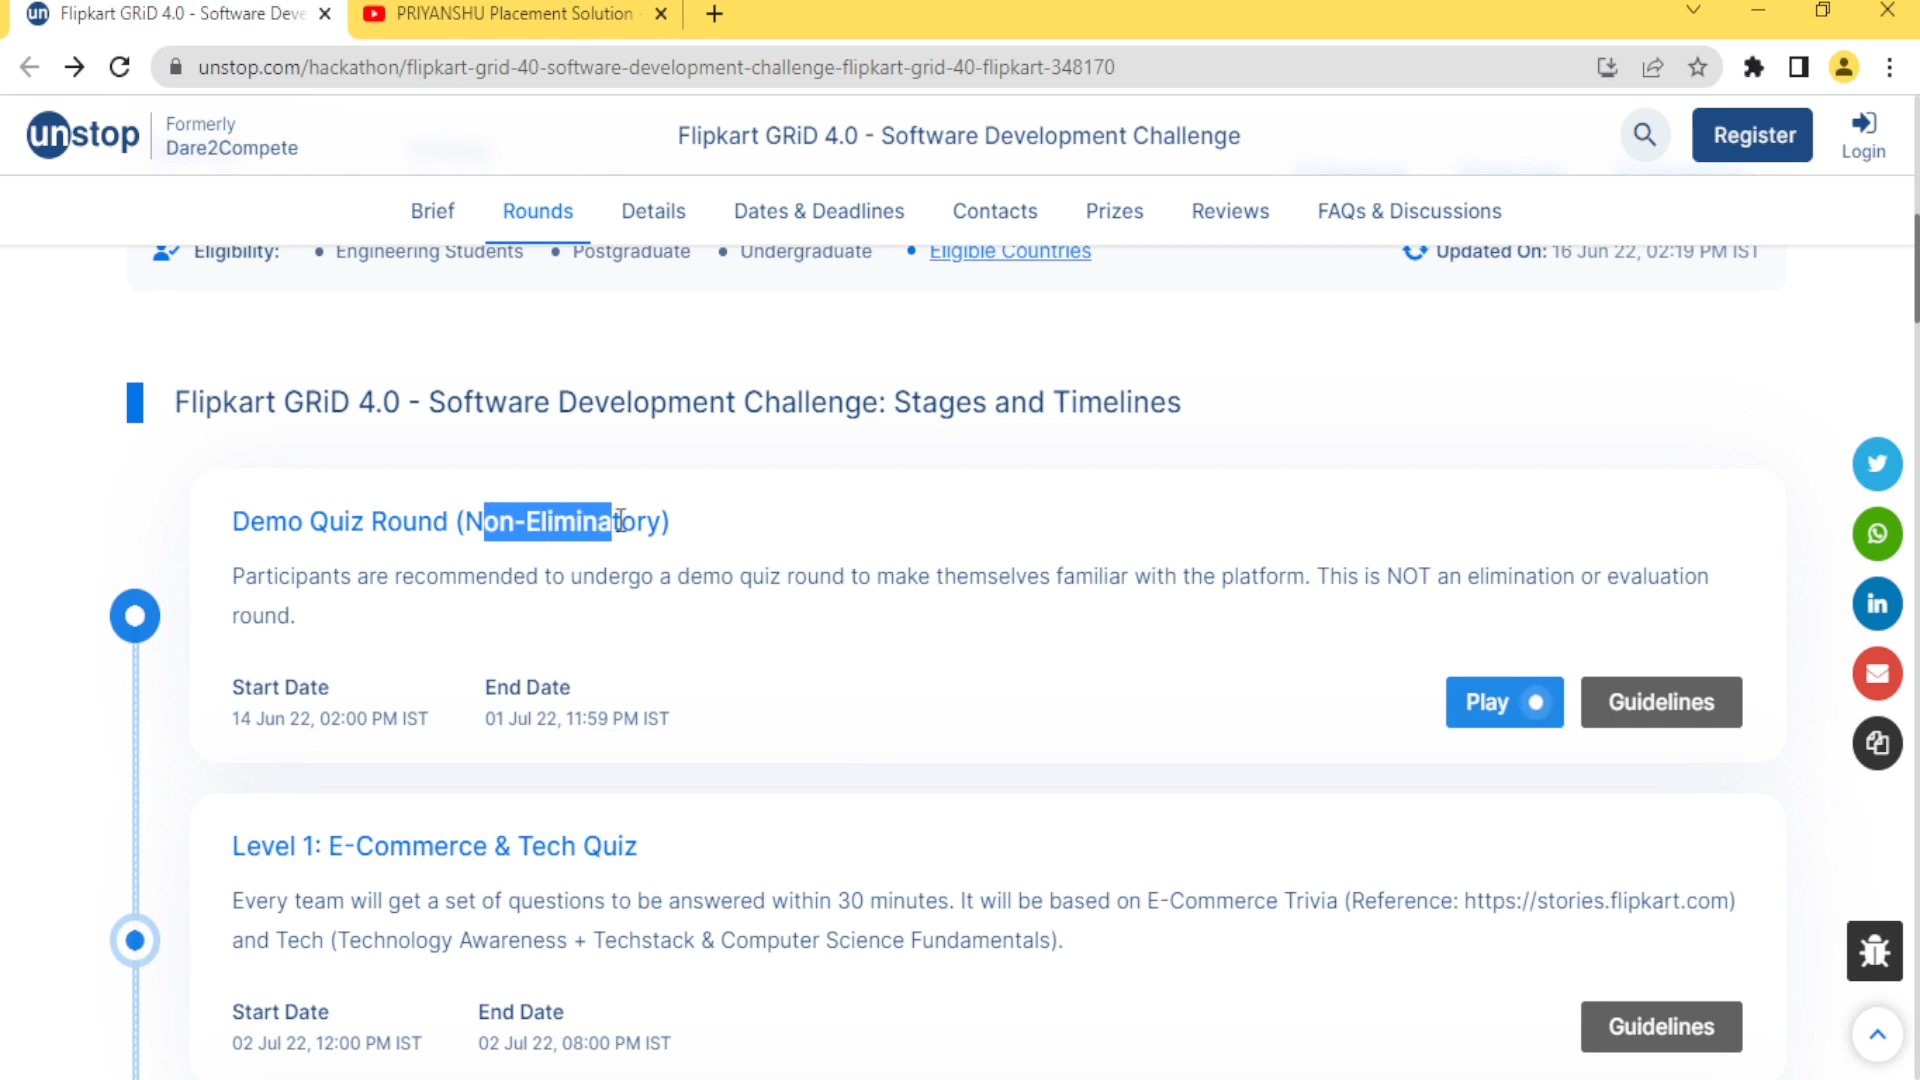 un Flipkart GRiD 4.0 - Software Deve
PRIYANSHU Placement Solution
unstop.com/hackathon/flipkart-grid-40-software-development-challenge-flipkart-grid-40-flipkart-348170
unstop
Formerly
Dare2Compete
Flipkart GRiD 4.0 - Software Development Challenge
Register
Login
Brief Rounds Details Dates & Deadlines Contacts Prizes Reviews FAQs & Discussions
Eligibility: • Engineering Students • Postgraduate • Undergraduate • Eligible Countries Updated On: 16 Jun 22, 02:19 PM IST
Flipkart GRiD 4.0 - Software Development Challenge: Stages and Timelines
Demo Quiz Round (Non-Eliminatory)
Participants are recommended to undergo a demo quiz round to make themselves familiar with the platform. This is NOT an elimination or evaluation
round.
Start Date End Date
14 Jun 22, 02:00 PM IST 01 Jul 22, 11:59 PM IST
Play Guidelines
Level 1: E-Commerce & Tech Quiz
Every team will get a set of questions to be answered within 30 minutes. It will be based on E-Commerce Trivia (Reference: https://stories.flipkart.com)
and Tech (Technology Awareness + Techstack & Computer Science Fundamentals).
Start Date End Date
02 Jul 22, 12:00 PM IST 02 Jul 22, 08:00 PM IST
Guidelines
in